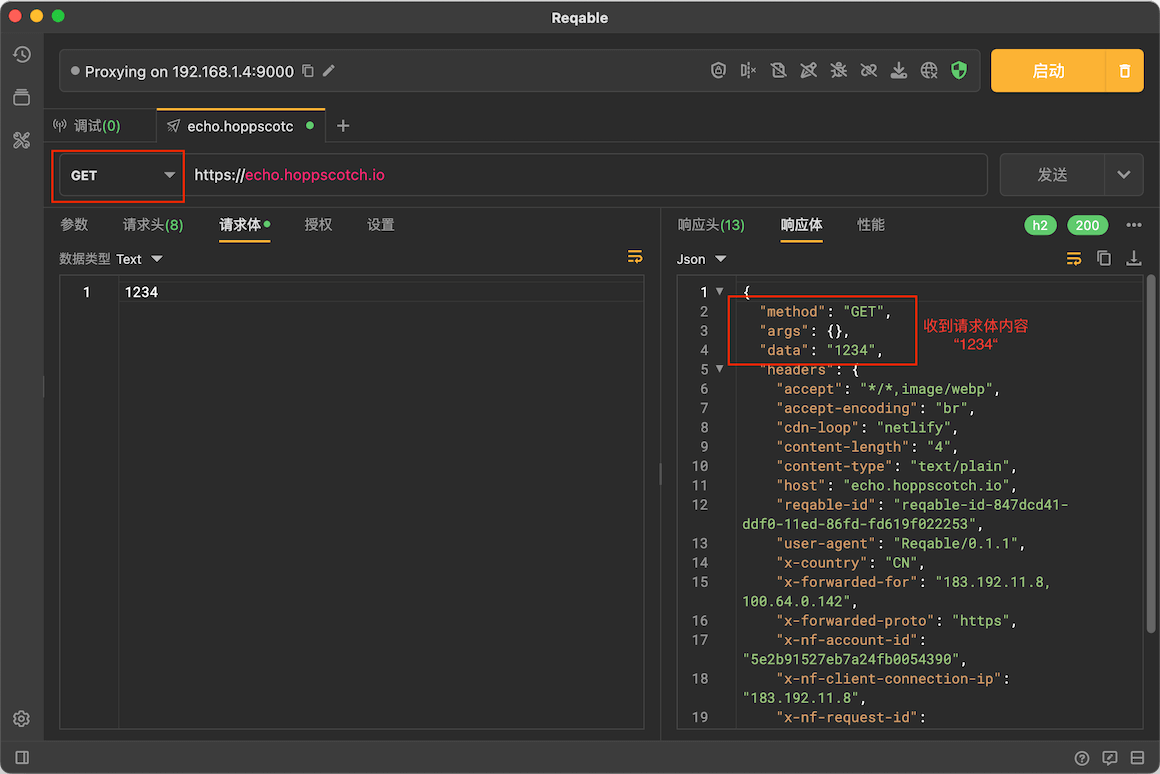 Reqable
Proxying on 192.168.1.4:9000
启动
调试(0)
echo.hoppscotc
GET
https://echo.hoppscotch.io
发送
参数
请求头(8)
请求体
授权
设置
数据类型 Text
1
1234
响应头(13)
响应体
性能
h2
200
Json
1 {
2 "method": "GET",
3 "args": {},
4 "data": "1234",
收到请求体内容
“1234“
5 "headers": {
6 "accept": "*/*,image/webp",
7 "accept-encoding": "br",
8 "cdn-loop": "netlify",
9 "content-length": "4",
10 "content-type": "text/plain",
11 "host": "echo.hoppscotch.io",
12 "reqable-id": "reqable-id-847dcd41-
ddf0-11ed-86fd-fd619f022253",
13 "user-agent": "Reqable/0.1.1",
14 "x-country": "CN",
15 "x-forwarded-for": "183.192.11.8,
100.64.0.142",
16 "x-forwarded-proto": "https",
17 "x-nf-account-id":
"5e2b91527eb7a24fb0054390",
18 "x-nf-client-connection-ip":
"183.192.11.8",
19 "x-nf-request-id":